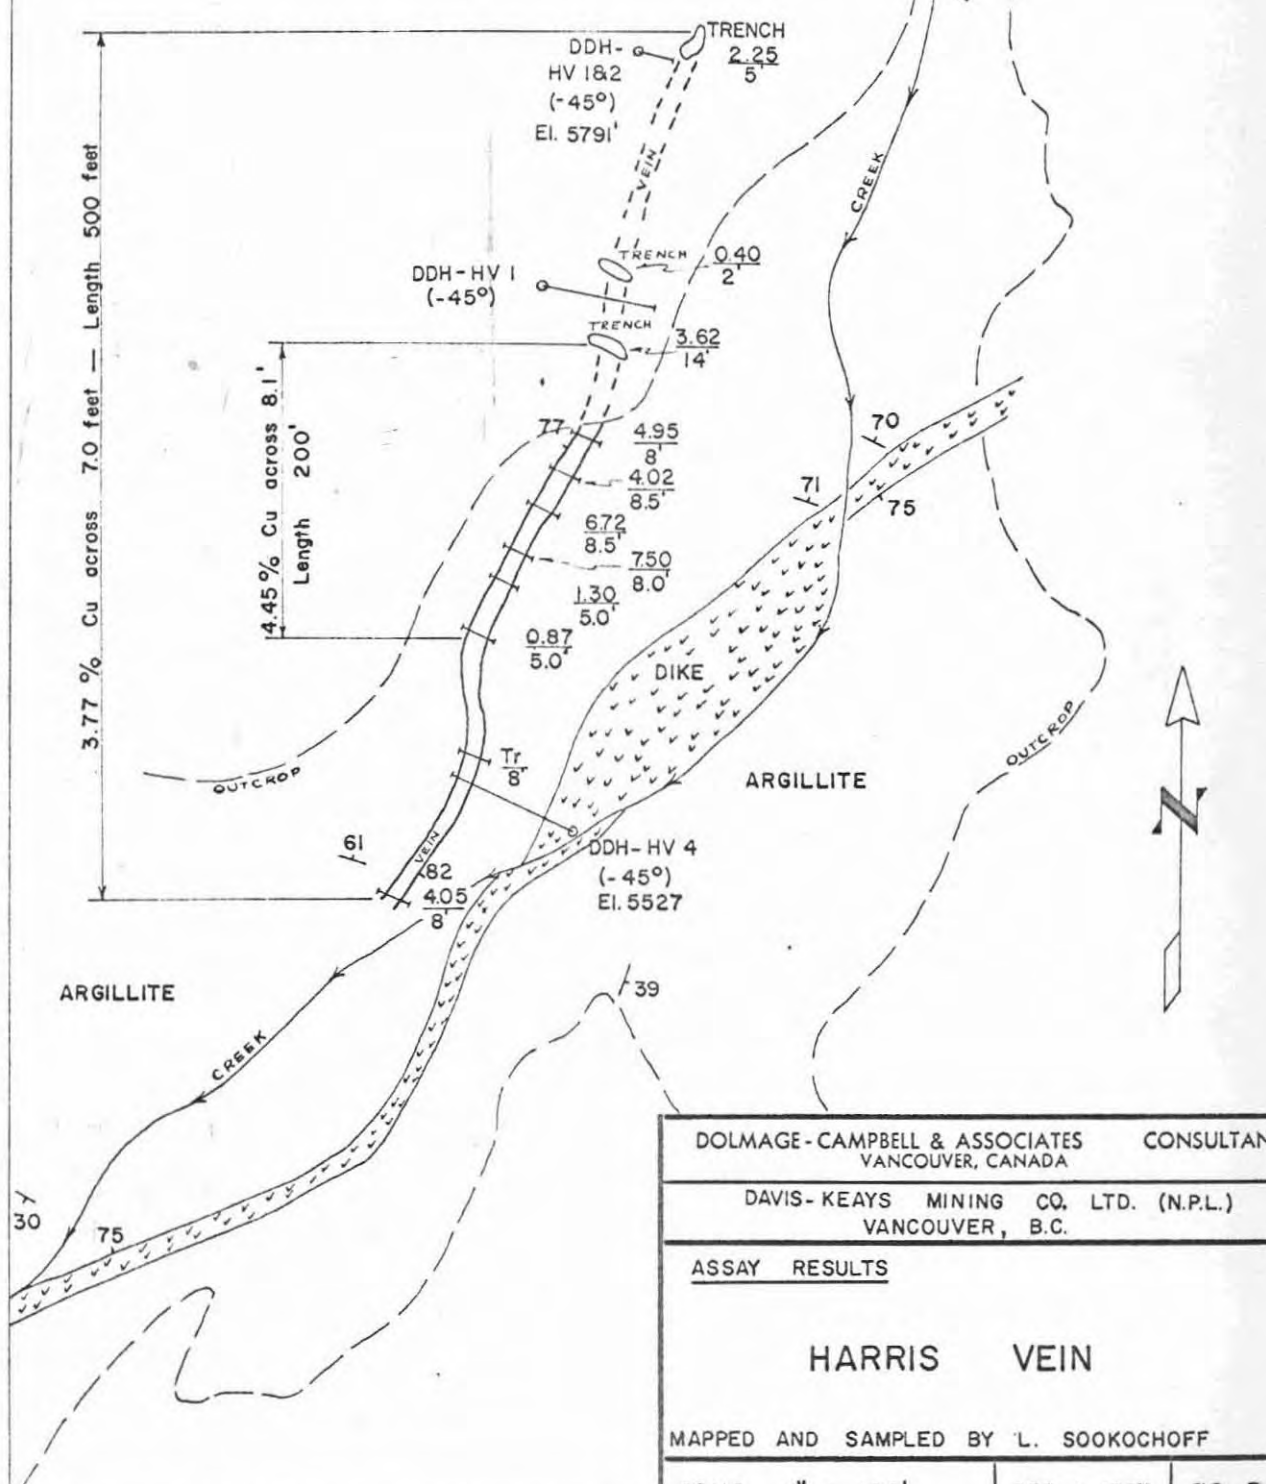 TRENCH
2.25
5'
DDH-
HV 1&2
(-45°)
El. 5791'
VEIN
CREEK
TRENCH
0.40
2'
DDH-HV 1
(-45°)
TRENCH
3.62
14'
3.77 % Cu across 7.0 feet — Length 500 feet
4.45% Cu across 8.1'
Length 200'
77
4.95
8'
4.02
8.5'
6.72
8.5'
7.50
8.0'
1.30
5.0'
0.87
5.0'
70
71
75
DIKE
OUTCROP
Tr
8'
OUTCROP
ARGILLITE
N
61
VEIN
82
4.05
8'
DDH-HV 4
(-45°)
El. 5527
ARGILLITE
39
CREEK
30
75
DOLMAGE-CAMPBELL & ASSOCIATES CONSULTAN
VANCOUVER, CANADA
DAVIS-KEAYS MINING CO. LTD. (N.P.L.)
VANCOUVER, B.C.
ASSAY RESULTS
HARRIS VEIN
MAPPED AND SAMPLED BY L. SOOKOCHOFF